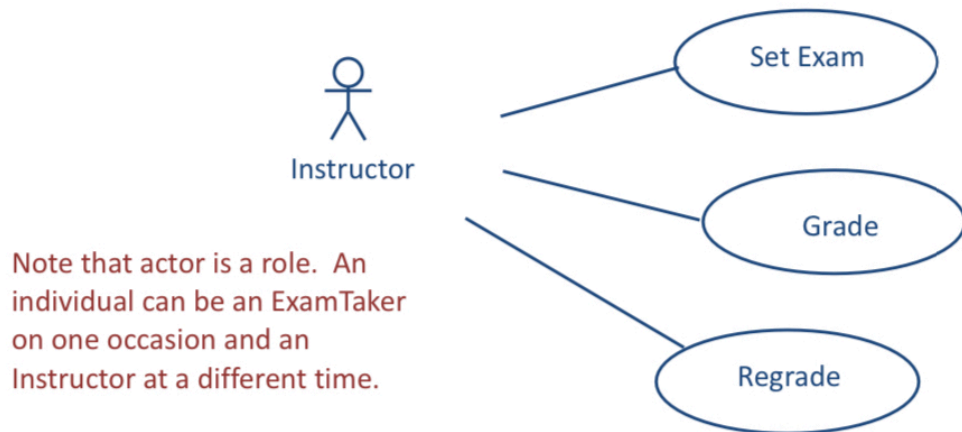 Set Exam
Instructor
Grade
Note that actor is a role.  An
individual can be an ExamTaker
on one occasion and an
Instructor at a different time.
Regrade